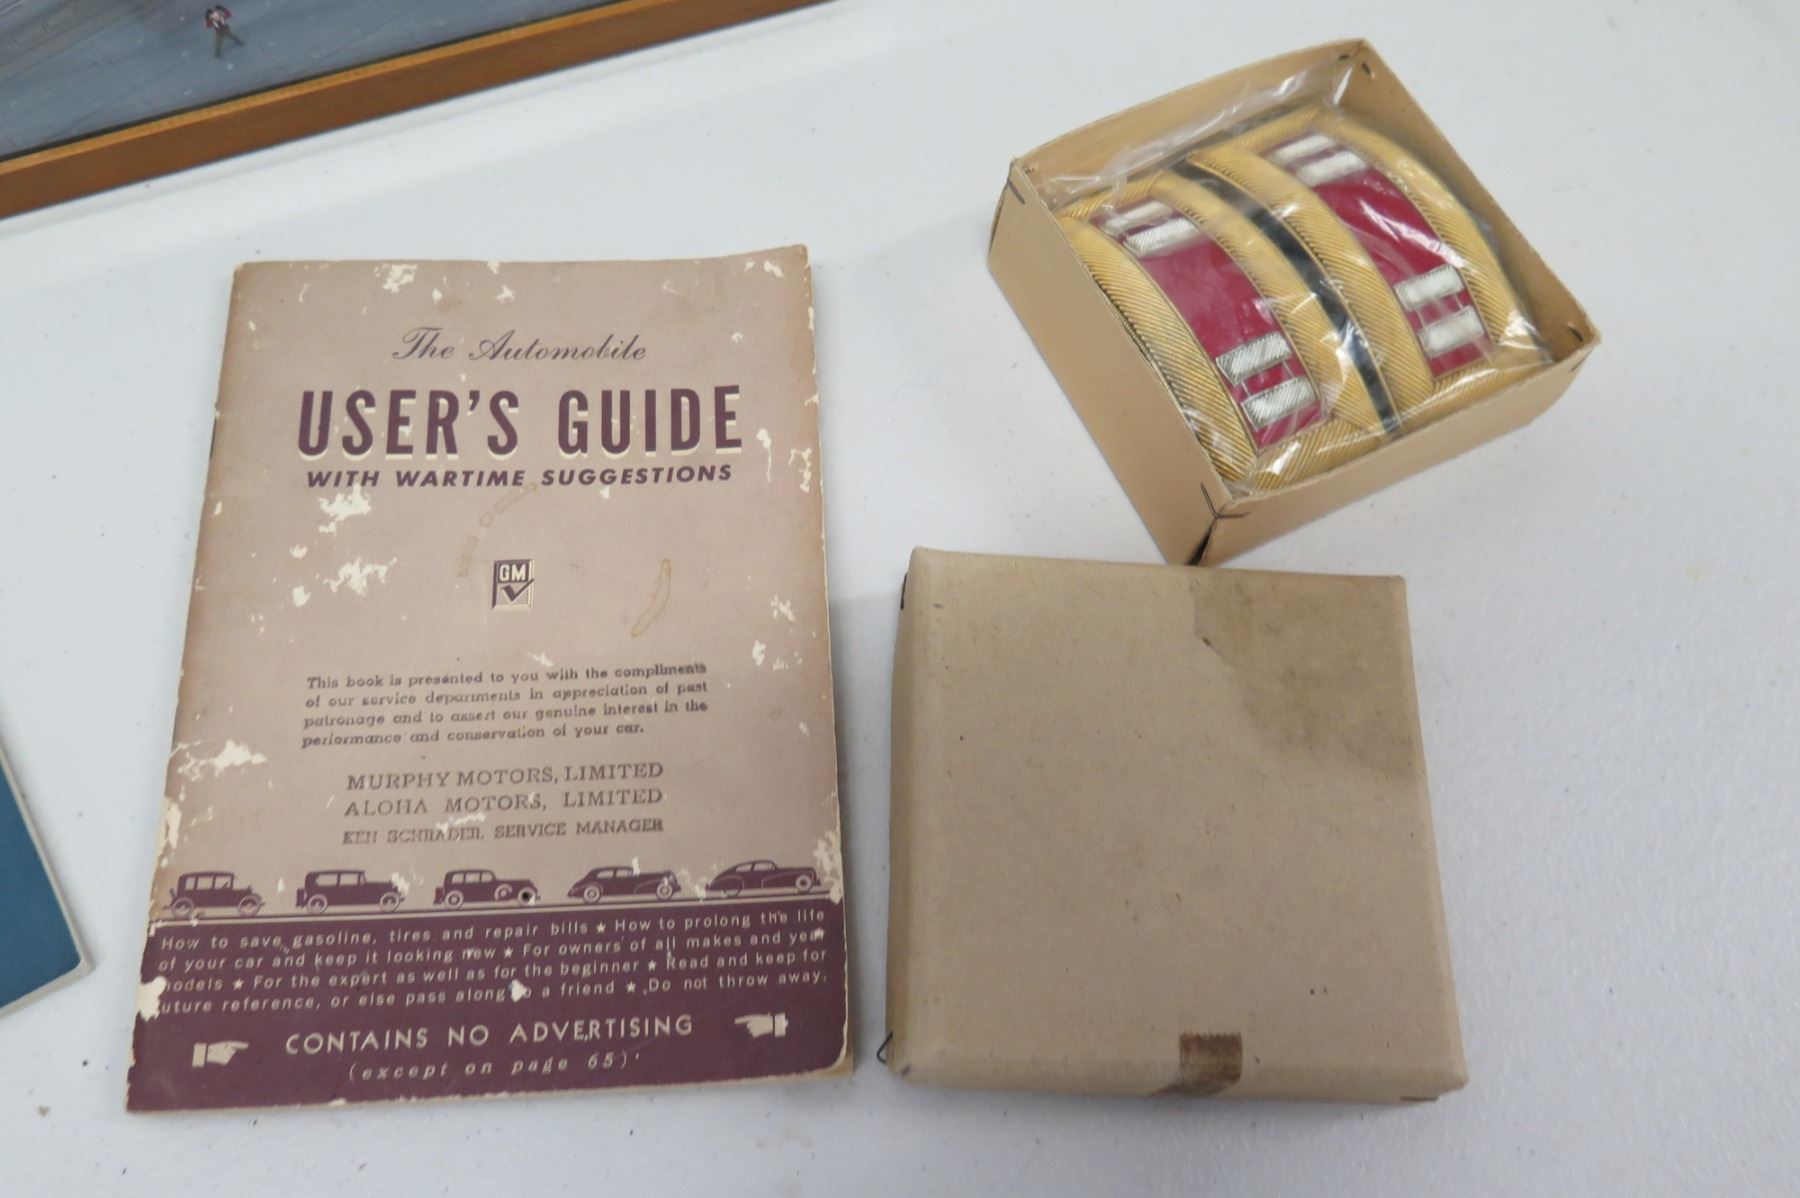 The Automobile
USER'S GUIDE
WITH WARTIME SUGGESTIONS
GM
This book is presented to you with the compliments
of our service departments in appreciation of past
patronage and to assert our genuine interest in the
performance and conservation of your car.
MURPHY MOTORS, LIMITED
ALOHA MOTORS, LIMITED
KEN SCHRADER, SERVICE MANAGER
How to save gasoline, tires and repair bills ★ How to prolong the life
of your car and keep it looking new ★ For owners of all makes and year
models ★ For the expert as well as for the beginner ★ Read and keep for
future reference, or else pass along to a friend ★ Do not throw away.
CONTAINS NO ADVERTISING
(except on page 65)